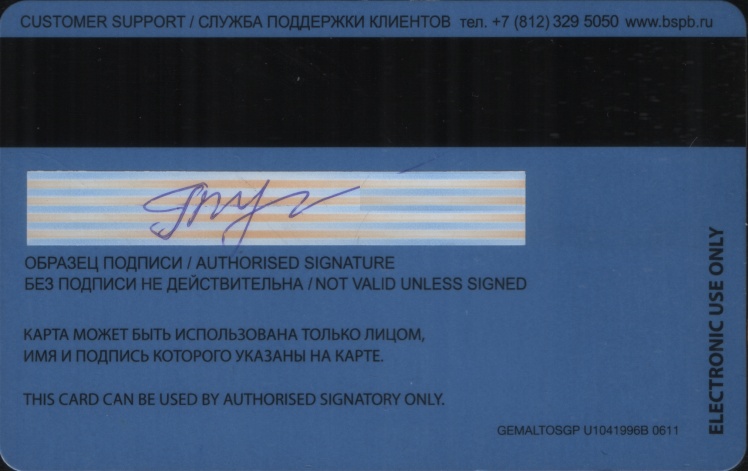 CUSTOMER SUPPORT / СЛУЖБА ПОДДЕРЖКИ КЛИЕНТОВ тел. +7 (812) 329 5050 www.bspb.ru
ОБРАЗЕЦ ПОДПИСИ / AUTHORISED SIGNATURE
БЕЗ ПОДПИСИ НЕ ДЕЙСТВИТЕЛЬНА / NOT VALID UNLESS SIGNED
КАРТА МОЖЕТ БЫТЬ ИСПОЛЬЗОВАНА ТОЛЬКО ЛИЦОМ,
ИМЯ И ПОДПИСЬ КОТОРОГО УКАЗАНЫ НА КАРТЕ.
THIS CARD CAN BE USED BY AUTHORISED SIGNATORY ONLY.
GEMALTOSGP U1041996B 0611
ELECTRONIC USE ONLY